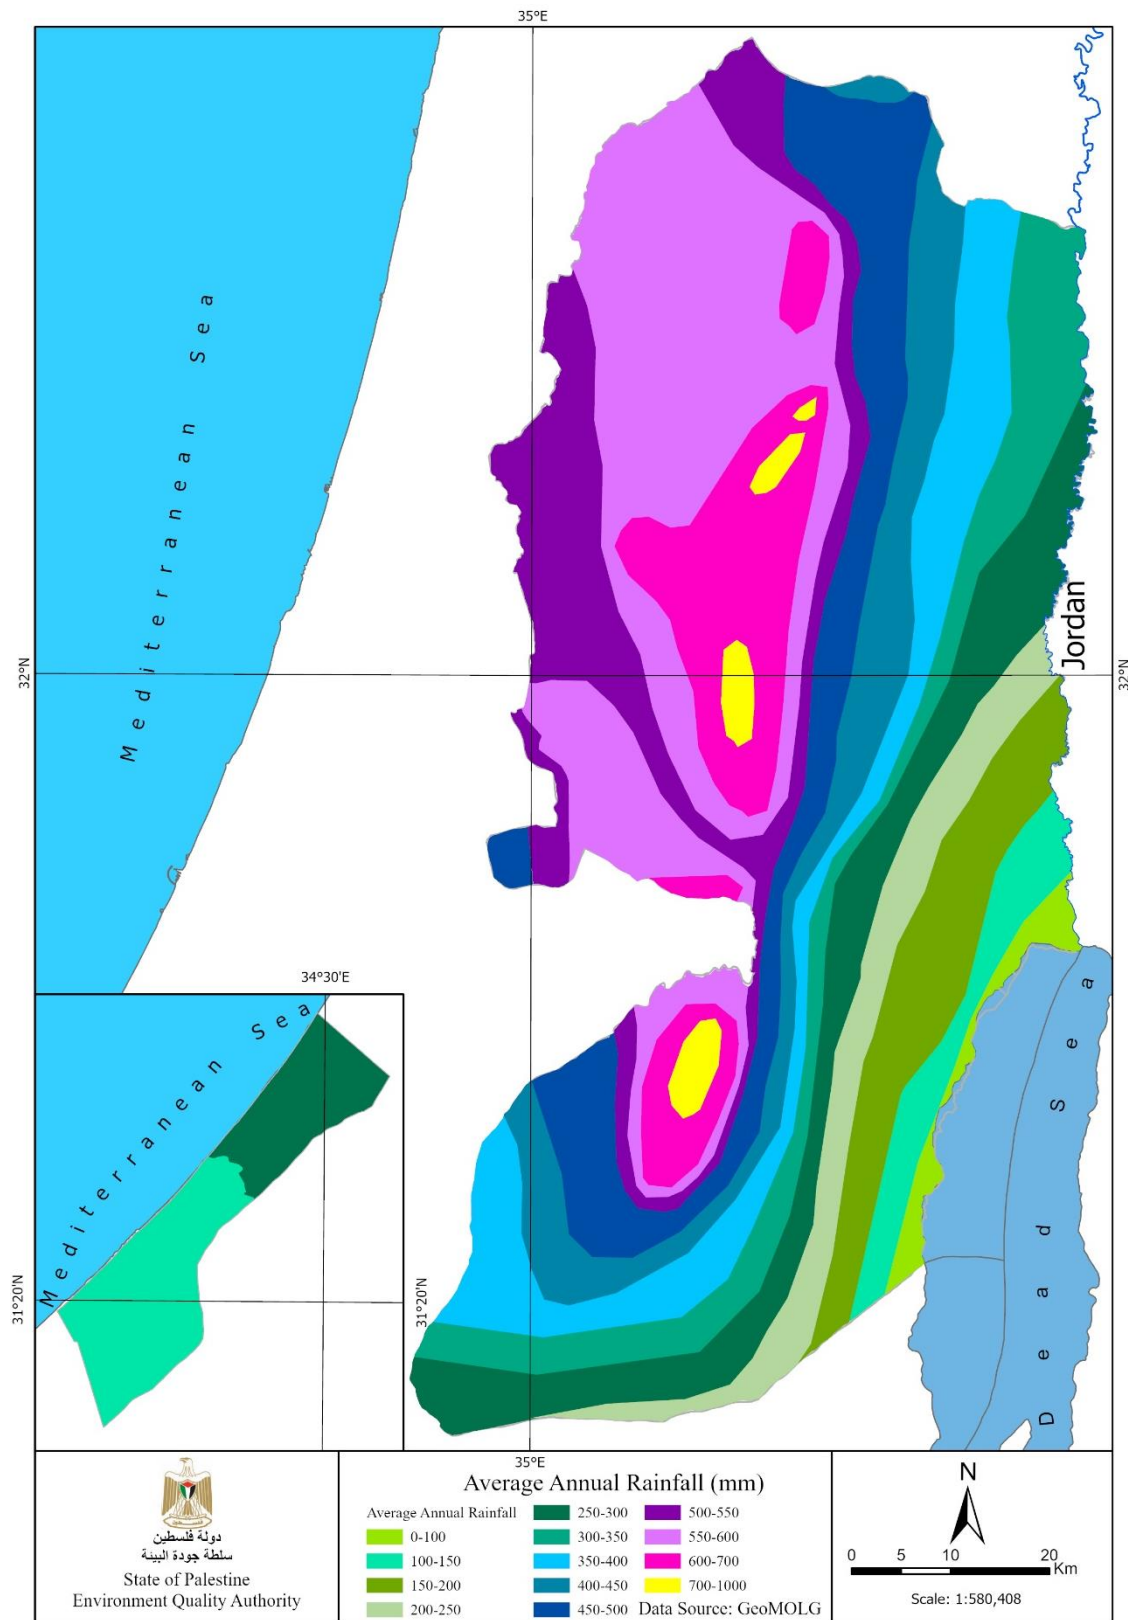 35°E
Mediterranean Sea
32°N
32°N
Jordan
34°30'E
Mediterranean Sea
31°20'N
31°20'N
Dead Sea
35°E
دولة فلسطين
سلطة جودة البيئة
State of Palestine
Environment Quality Authority
Average Annual Rainfall (mm)
Average Annual Rainfall
0-100
100-150
150-200
200-250
250-300
300-350
350-400
400-450
450-500
500-550
550-600
600-700
700-1000
Data Source: GeoMOLG
N
0 5 10 20
Km
Scale: 1:580,408